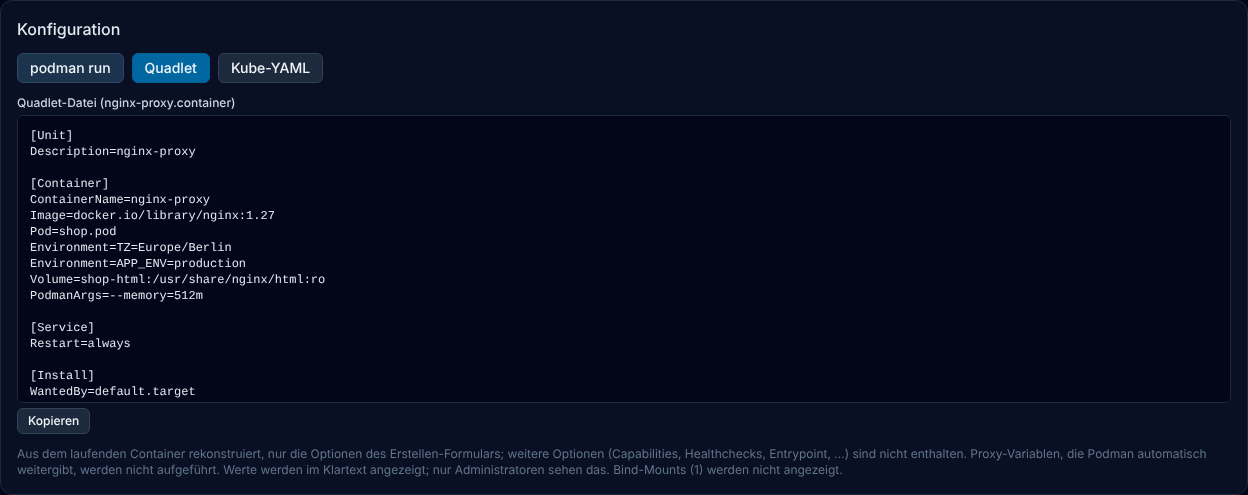 Konfiguration
podman run
Quadlet
Kube-YAML
Quadlet-Datei (nginx-proxy.container)
[Unit]
Description=nginx-proxy
[Container]
ContainerName=nginx-proxy
Image=docker.io/library/nginx:1.27
Pod=shop.pod
Environment=TZ=Europe/Berlin
Environment=APP_ENV=production
Volume=shop-html:/usr/share/nginx/html:ro
PodmanArgs=--memory=512m
[Service]
Restart=always
[Install]
WantedBy=default.target
Kopieren
Aus dem laufenden Container rekonstruiert, nur die Optionen des Erstellen-Formulars; weitere Optionen (Capabilities, Healthchecks, Entrypoint, …) sind nicht enthalten. Proxy-Variablen, die Podman automatisch
weitergibt, werden nicht aufgeführt. Werte werden im Klartext angezeigt; nur Administratoren sehen das. Bind-Mounts (1) werden nicht angezeigt.